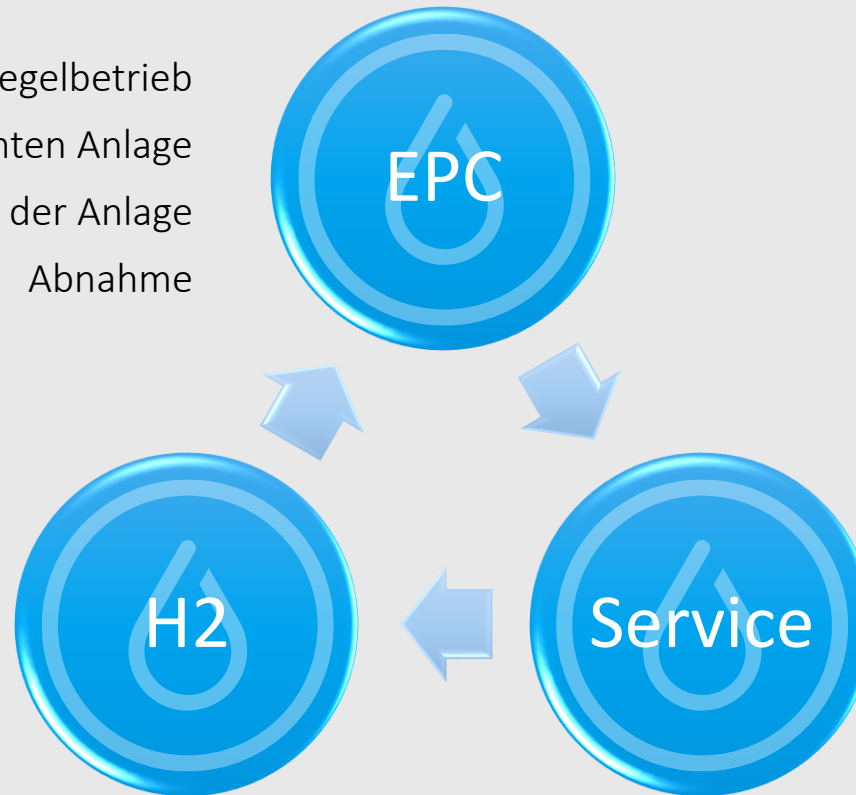 egelbetrieb
nten Anlage
der Anlage
Abnahme
EPC
H2
Service